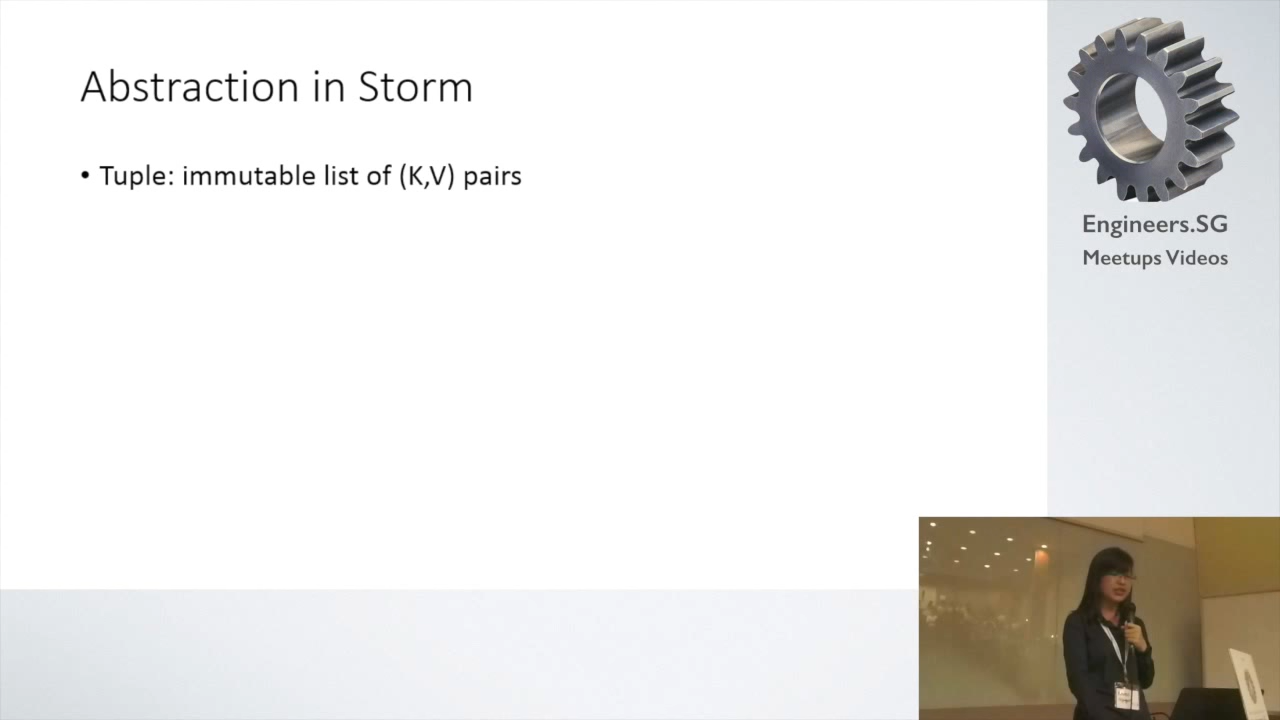 Abstraction in Storm
• Tuple: immutable list of (K,V) pairs
Engineers.SG
Meetups Videos